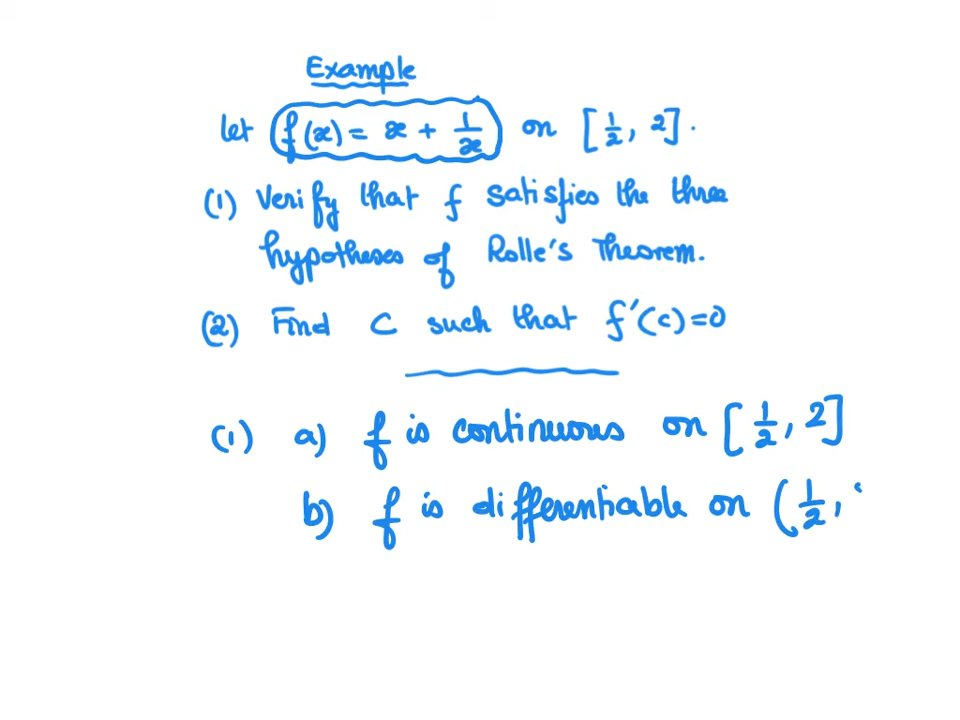 Example
let f(x) = x + 1/x on [1/2, 2].
(1) Verify that f satisfies the three
hypotheses of Rolle's Theorem.
(2) Find C such that f'(c)=0
(1) a) f is continuous on [1/2, 2]
b) f is differentiable on (1/2,